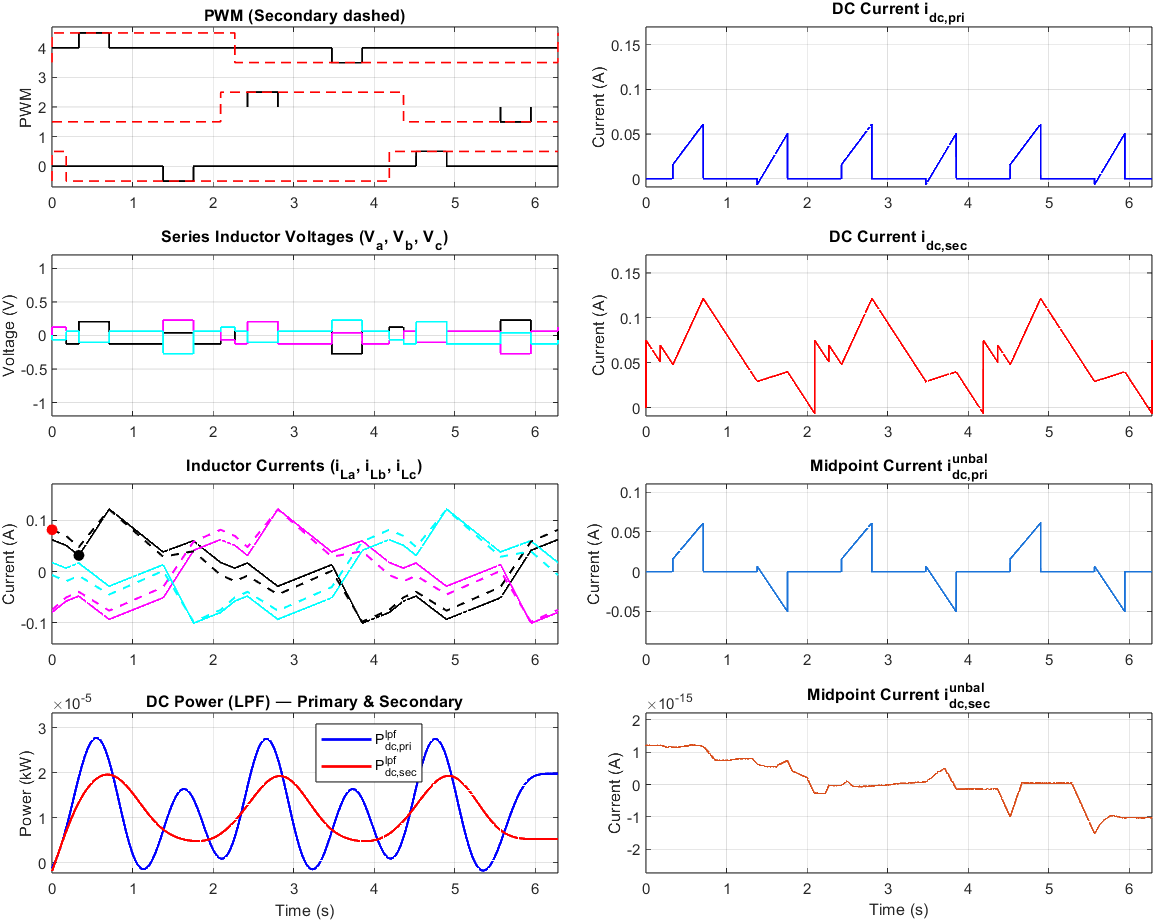 PWM (Secondary dashed)
PWM
4
3
2
1
0
0 1 2 3 4 5 6
DC Current i_dc,pri
Current (A)
0.15
0.1
0.05
0
0 1 2 3 4 5 6
Series Inductor Voltages (V_a, V_b, V_c)
Voltage (V)
1
0.5
0
-0.5
-1
0 1 2 3 4 5 6
DC Current i_dc,sec
Current (A)
0.15
0.1
0.05
0
0 1 2 3 4 5 6
Inductor Currents (i_La, i_Lb, i_Lc)
Current (A)
0.1
0
-0.1
0 1 2 3 4 5 6
Midpoint Current i^unbal_dc,pri
Current (A)
0.1
0.05
0
-0.05
0 1 2 3 4 5 6
DC Power (LPF) — Primary & Secondary
×10^-5
Power (kW)
3
2
1
0
P^lpf_dc,pri
P^lpf_dc,sec
0 1 2 3 4 5 6
Time (s)
Midpoint Current i^unbal_dc,sec
×10^-15
Current (A)
2
1
0
-1
-2
0 1 2 3 4 5 6
Time (s)